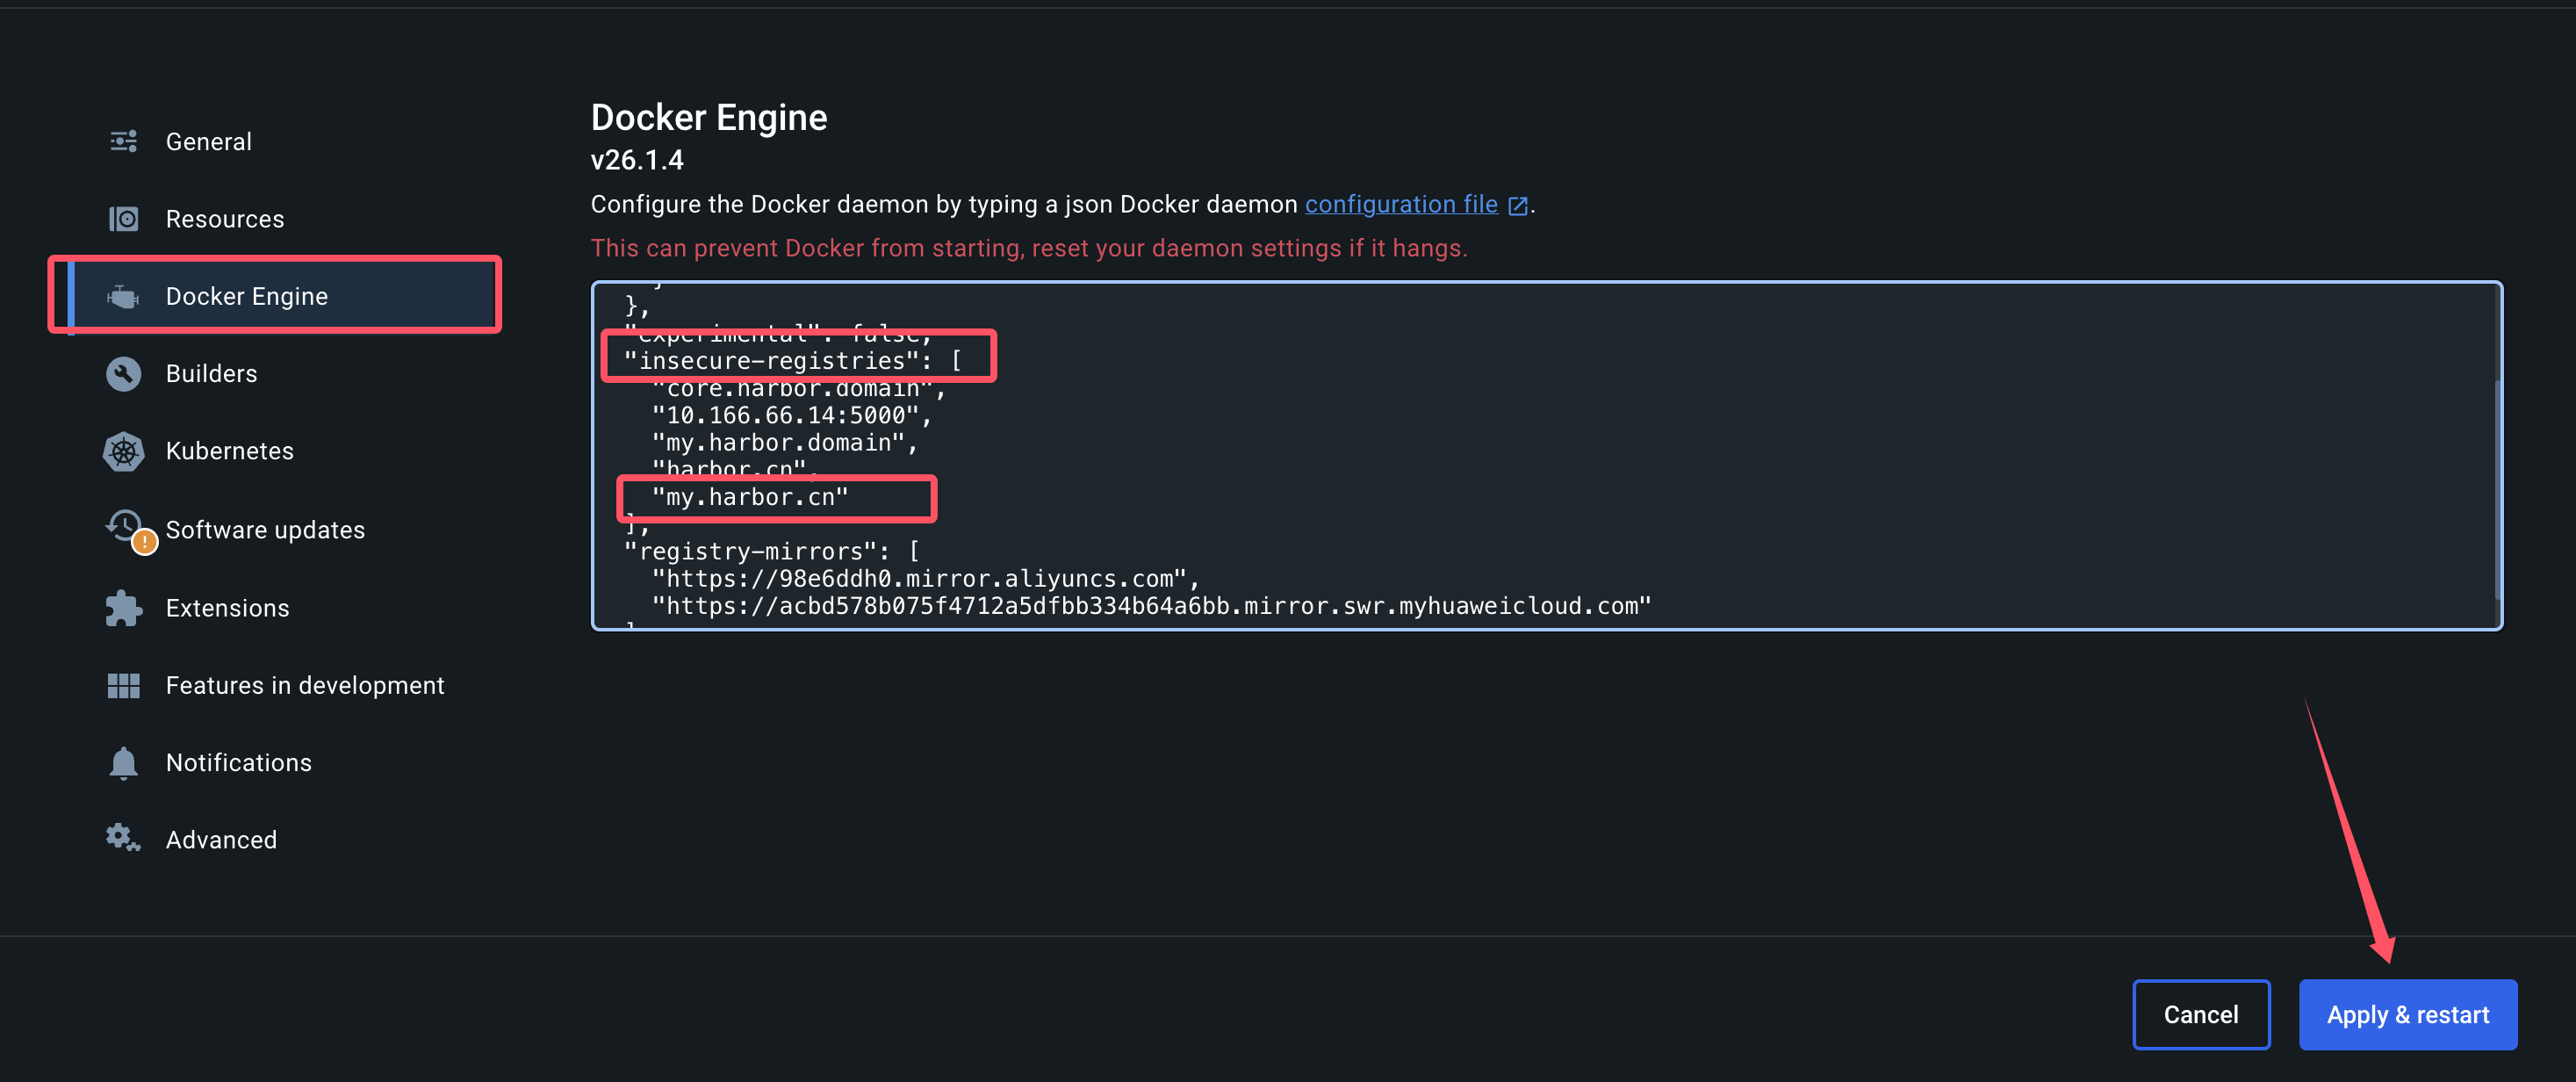 General
Resources
Docker Engine
Builders
Kubernetes
Software updates
Extensions
Features in development
Notifications
Advanced
Docker Engine
v26.1.4
Configure the Docker daemon by typing a json Docker daemon configuration file.
This can prevent Docker from starting, reset your daemon settings if it hangs.
},
"experimental": false,
"insecure-registries": [
"core.harbor.domain",
"10.166.66.14:5000",
"my.harbor.domain",
"harbor.cn",
"my.harbor.cn"
],
"registry-mirrors": [
"https://98e6ddh0.mirror.aliyuncs.com",
"https://acbd578b075f4712a5dfbb334b64a6bb.mirror.swr.myhuaweicloud.com"
Cancel
Apply & restart